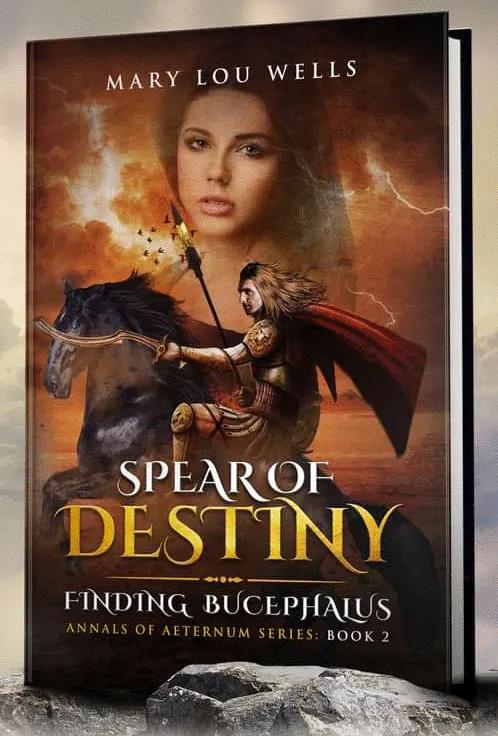 MARY LOU WELLS
SPEAR OF
DESTINY
FINDING BUCEPHALUS
ANNALS OF AETERNUM SERIES: BOOK 2